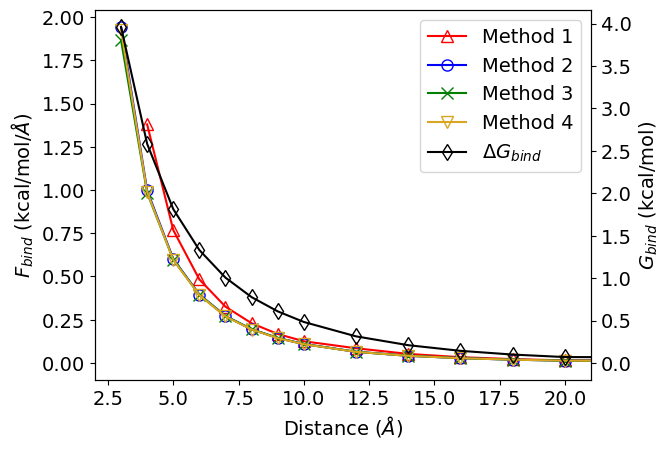 2.00
1.75
1.50
1.25
1.00
0.75
0.50
0.25
0.00
F_bind (kcal/mol/Å)
2.5 5.0 7.5 10.0 12.5 15.0 17.5 20.0
Distance (Å)
4.0
3.5
3.0
2.5
2.0
1.5
1.0
0.5
0.0
G_bind (kcal/mol)
Method 1
Method 2
Method 3
Method 4
ΔG_bind